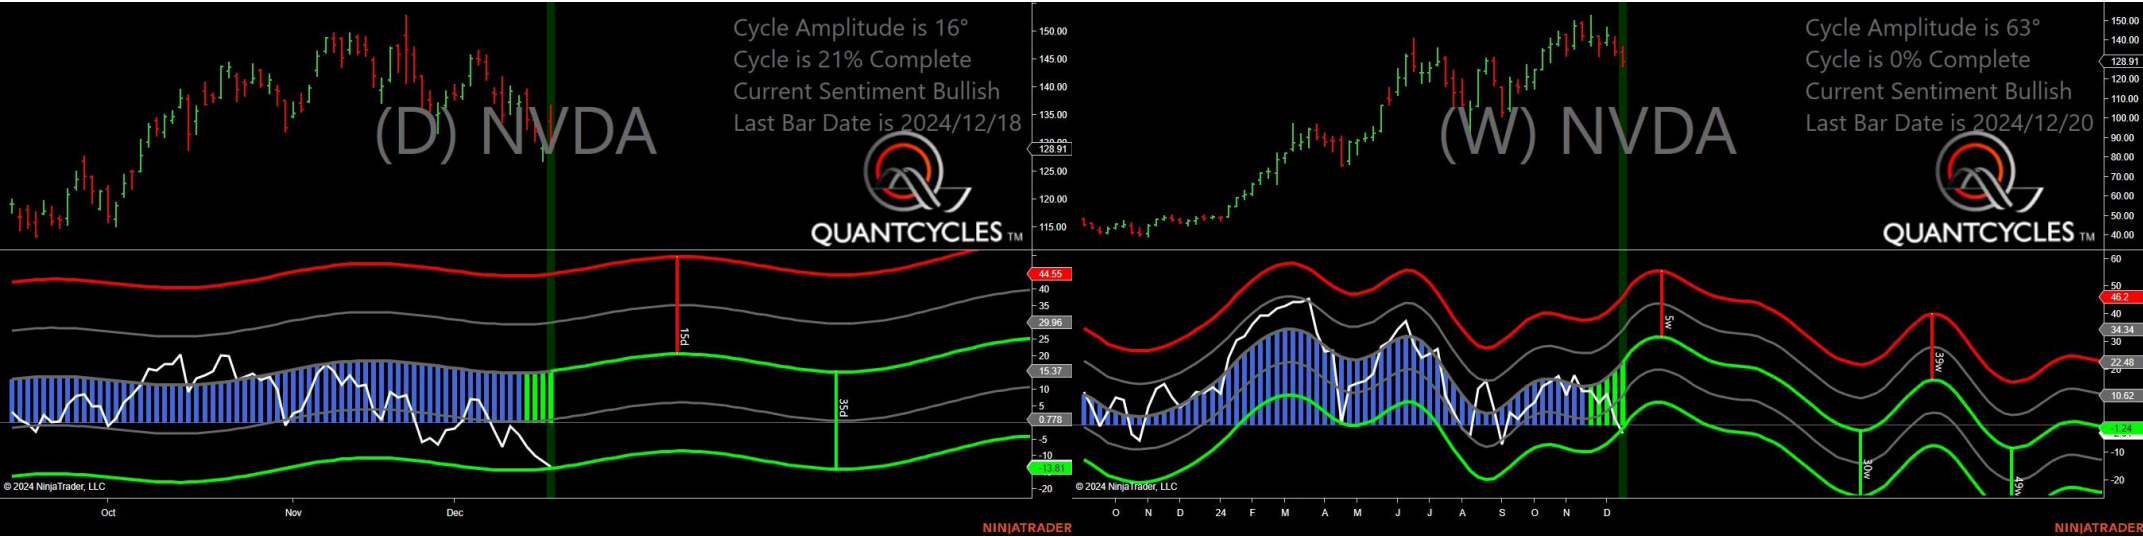 Cycle Amplitude is 16°
Cycle is 21% Complete
Current Sentiment Bullish
Last Bar Date is 2024/12/18
(D) NVDA
QUANTCYCLES TM
150.00
145.00
140.00
135.00
128.91
125.00
120.00
115.00
44.55
40
35
29.96
25
20
15.37
10
5
0.778
-5
-10
-13.81
-20
15d
35d
© 2024 NinjaTrader, LLC
Oct Nov Dec
NINJATRADER
Cycle Amplitude is 63°
Cycle is 0% Complete
Current Sentiment Bullish
Last Bar Date is 2024/12/20
(W) NVDA
QUANTCYCLES TM
150.00
140.00
128.91
120.00
110.00
100.00
90.00
80.00
70.00
60.00
50.00
40.00
60
50
46.2
40
34.34
30
22.48
10.62
-1.24
-10
-20
5w
39w
30w
49w
© 2024 NinjaTrader, LLC
O N D 24 F M A M J J A S O N D
NINJATRADER